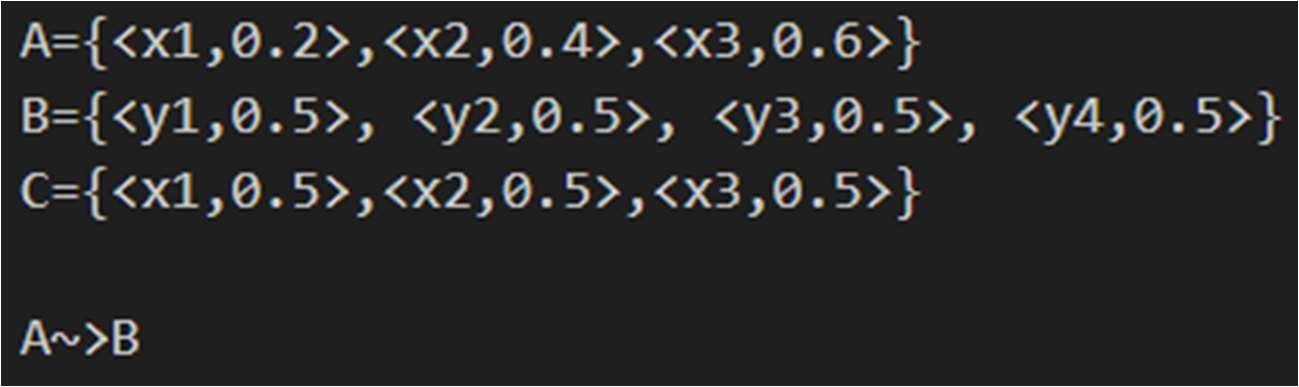 A={<x1,0.2>,<x2,0.4>,<x3,0.6>}
B={<y1,0.5>, <y2,0.5>, <y3,0.5>, <y4,0.5>}
C={<x1,0.5>,<x2,0.5>,<x3,0.5>}
A~>B